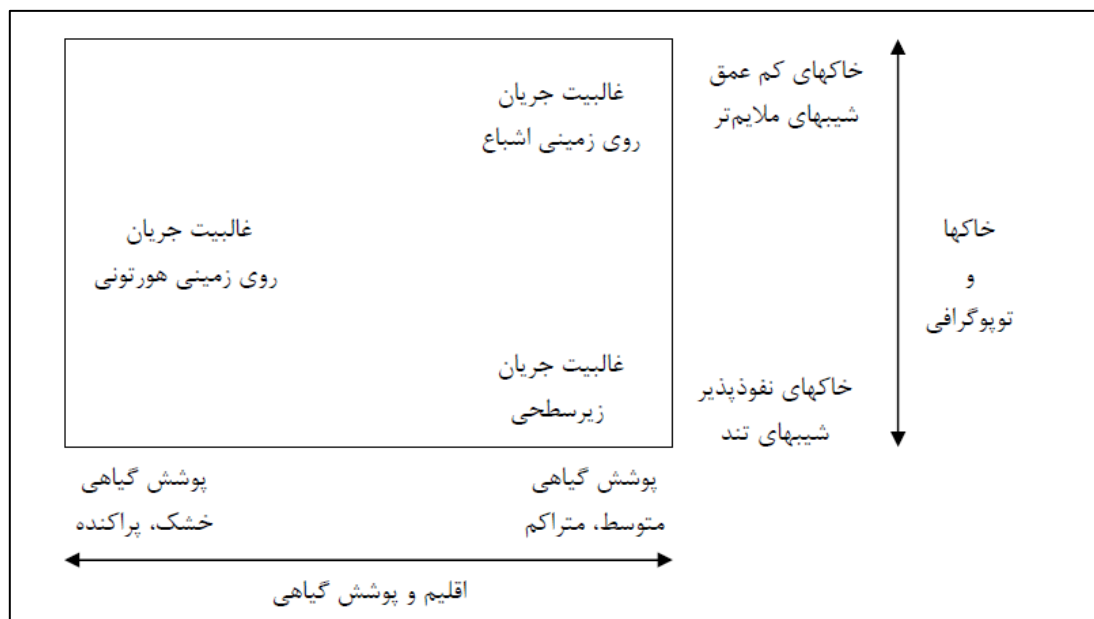 خاکهای کم عمق
شیبهای ملایم‌تر
غالبیت جریان
روی زمینی اشباع
خاکها
و
توپوگرافی
غالبیت جریان
روی زمینی هورتونی
خاکهای نفوذپذیر
شیبهای تند
غالبیت جریان
زیرسطحی
پوشش گیاهی
متوسط، متراکم
پوشش گیاهی
خشک، پراکنده
اقلیم و پوشش گیاهی